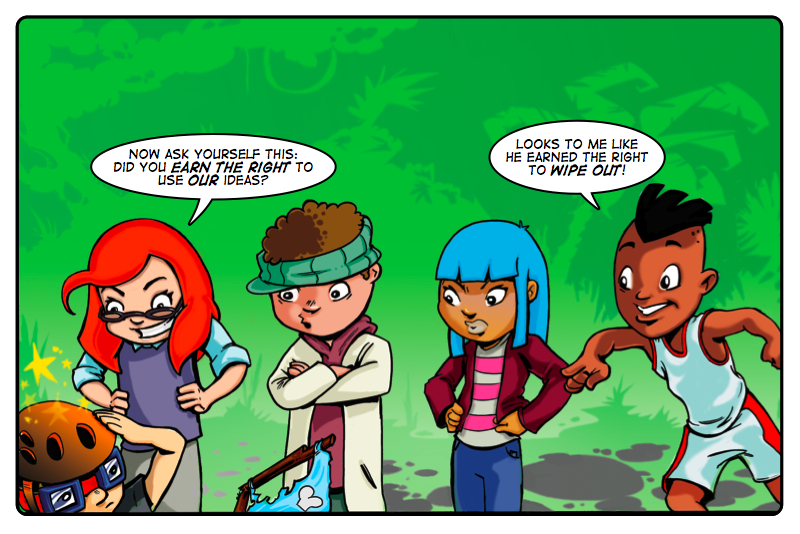 NOW ASK YOURSELF THIS:
DID YOU EARN THE RIGHT TO
USE OUR IDEAS?
LOOKS TO ME LIKE
HE EARNED THE RIGHT
TO WIPE OUT!